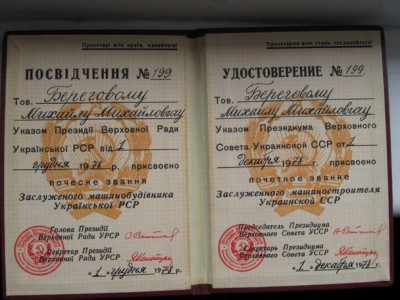 Пролетарі всіх країн, єднайтеся!
ПОСВІДЧЕННЯ № 199
Тов. Береговому
Михайлу Михайловичу
Указом Президії Верховної Ради
Української РСР від 1
грудня 1978 р. присвоєно
почесне звання
Заслуженого машинобудівника
Української РСР
Голова Президії
Верховної Ради УРСР
Секретар Президії
Верховної Ради УРСР
1 грудня 1978 р.
Пролетарии всех стран, соединяйтесь!
УДОСТОВЕРЕНИЕ № 199
Тов. Береговому
Михаилу Михайловичу
Указом Президиума Верховного
Совета Украинской ССР от 1
декабря 1978 г. присвоено
почетное звание
Заслуженного машиностроителя
Украинской ССР
Председатель Президиума
Верховного Совета УССР
Секретарь Президиума
Верховного Совета УССР
1 декабря 1978 г.